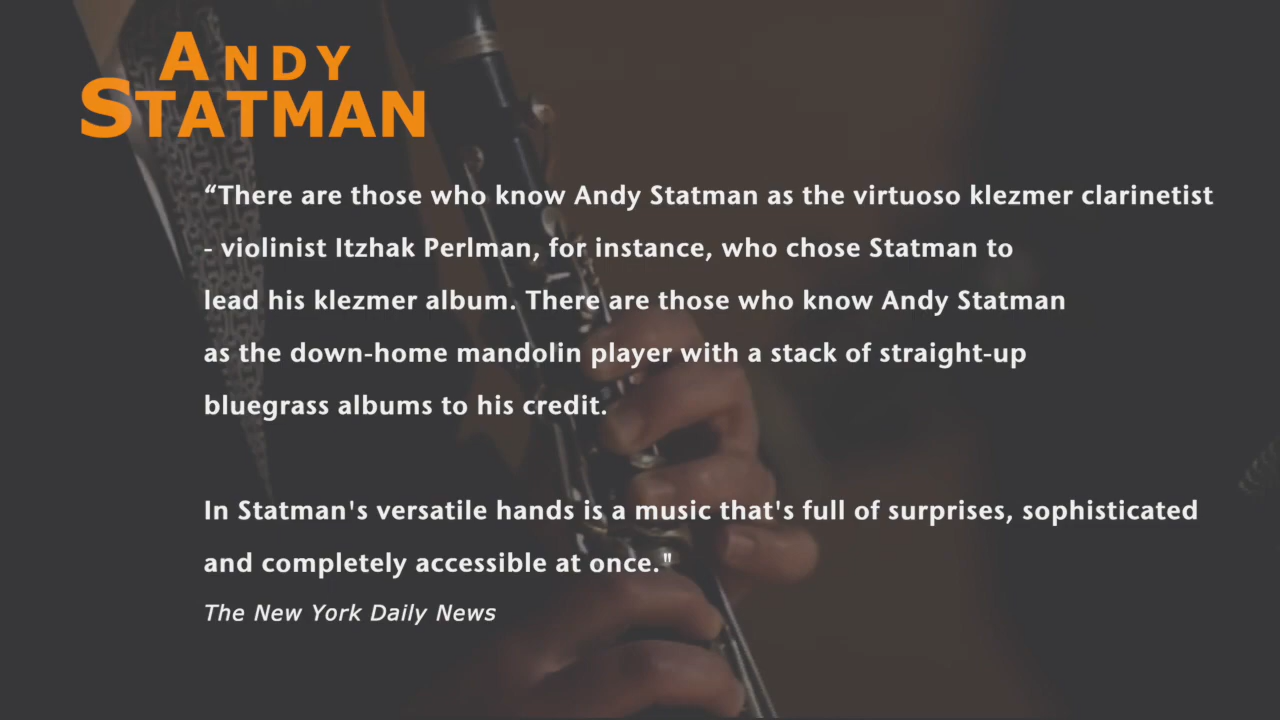 ANDY
STATMAN
“There are those who know Andy Statman as the virtuoso klezmer clarinetist
- violinist Itzhak Perlman, for instance, who chose Statman to
lead his klezmer album. There are those who know Andy Statman
as the down-home mandolin player with a stack of straight-up
bluegrass albums to his credit.
In Statman's versatile hands is a music that's full of surprises, sophisticated
and completely accessible at once."
The New York Daily News